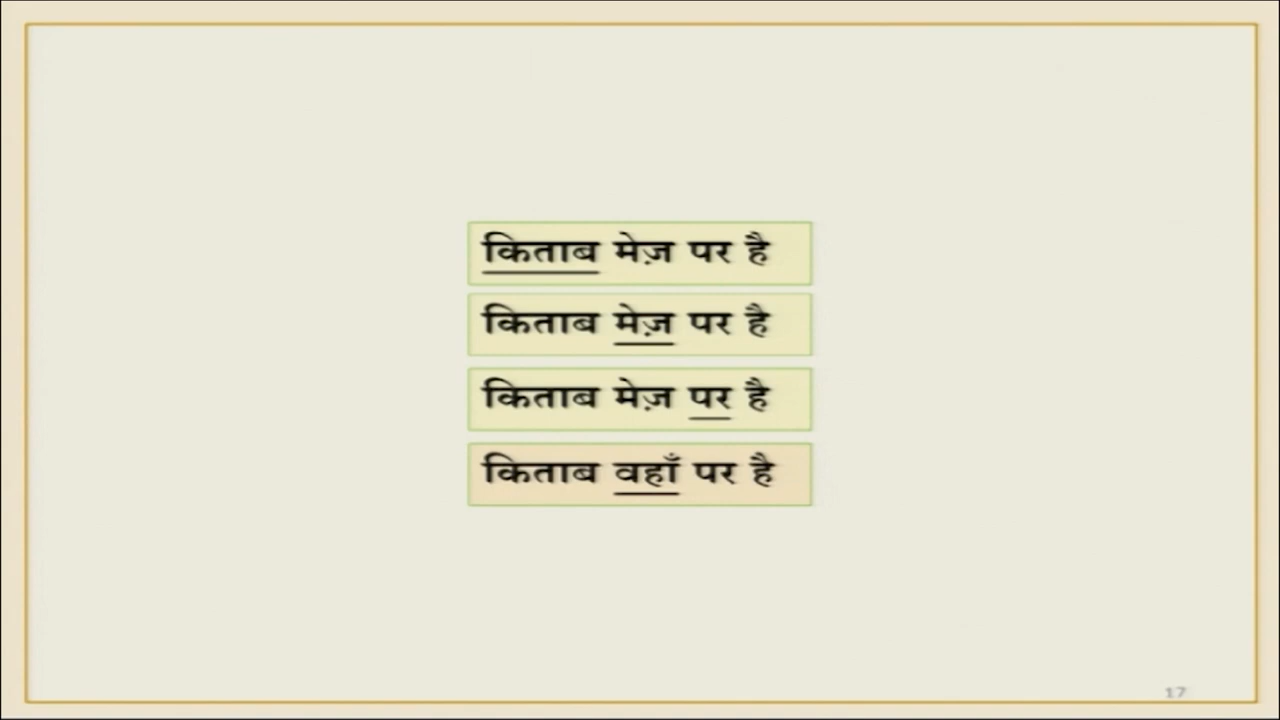 किताब मेज़ पर है
किताब मेज़ पर है
किताब मेज़ पर है
किताब वहाँ पर है
17